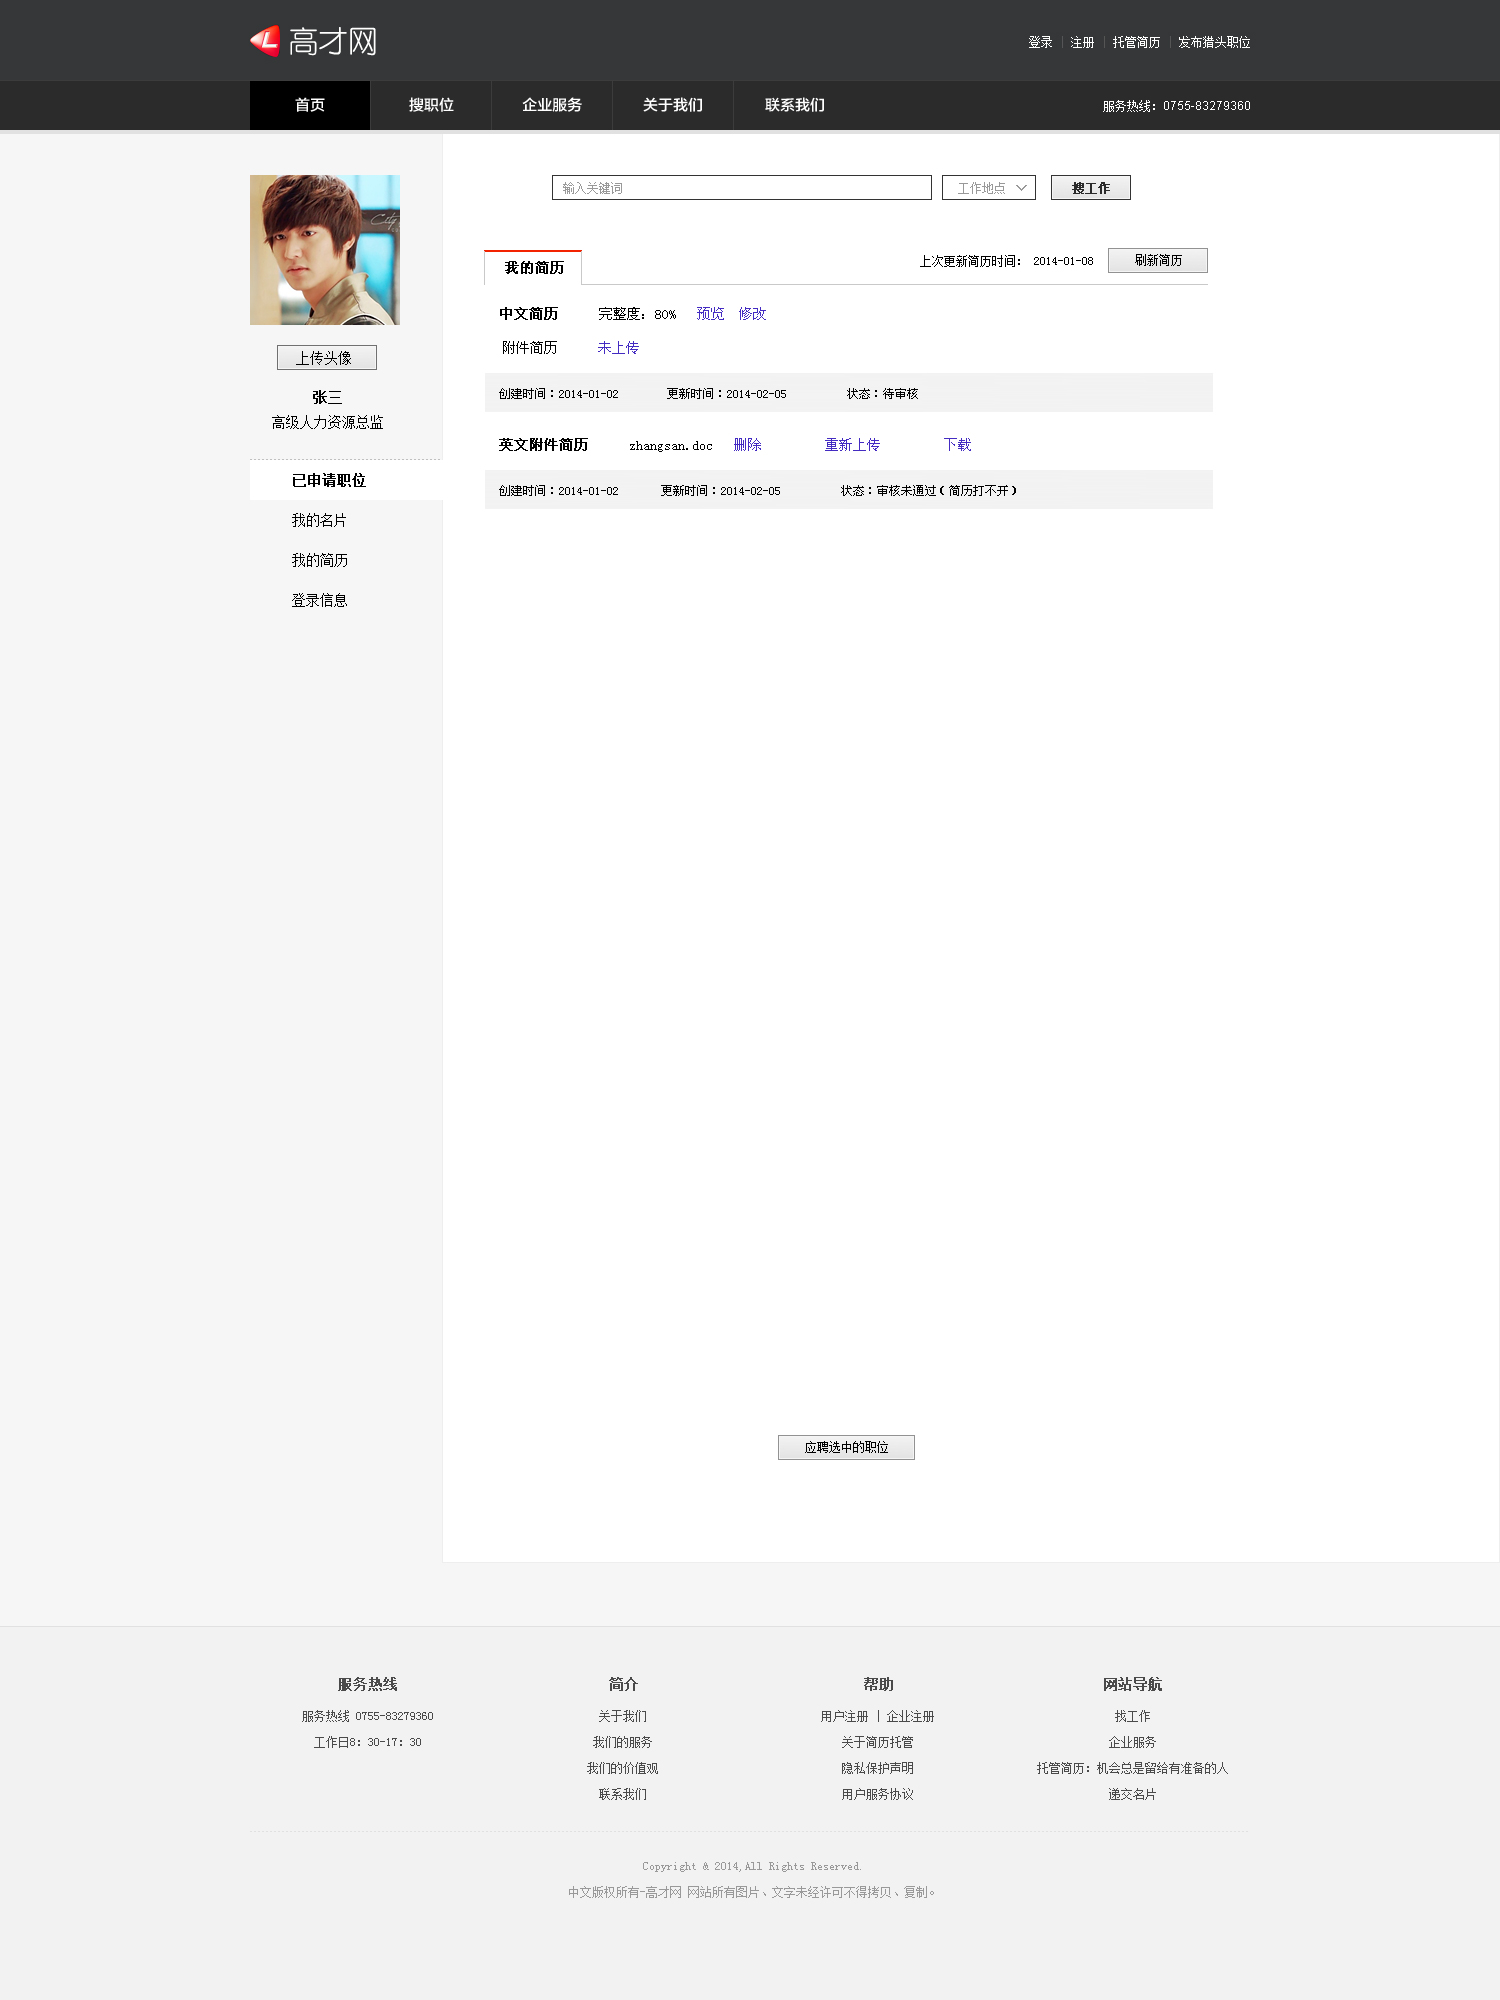 高才网
登录 | 注册 | 托管简历 | 发布猎头职位
首页 搜职位 企业服务 关于我们 联系我们 服务热线：0755-83279360
City
输入关键词 工作地点 搜工作
我的简历 上次更新简历时间： 2014-01-08 刷新简历
中文简历 完整度：80% 预览 修改
附件简历 未上传
创建时间：2014-01-02 更新时间：2014-02-05 状态：待审核
英文附件简历 zhangsan.doc 删除 重新上传 下载
创建时间：2014-01-02 更新时间：2014-02-05 状态：审核未通过（简历打不开）
上传头像
张三
高级人力资源总监
已申请职位
我的名片
我的简历
登录信息
应聘选中的职位
服务热线
服务热线 0755-83279360
工作日8：30-17：30
简介
关于我们
我们的服务
我们的价值观
联系我们
帮助
用户注册 | 企业注册
关于简历托管
隐私保护声明
用户服务协议
网站导航
找工作
企业服务
托管简历：机会总是留给有准备的人
递交名片
Copyright & 2014,All Rights Reserved.
中文版权所有-高才网 网站所有图片、文字未经许可不得拷贝、复制。